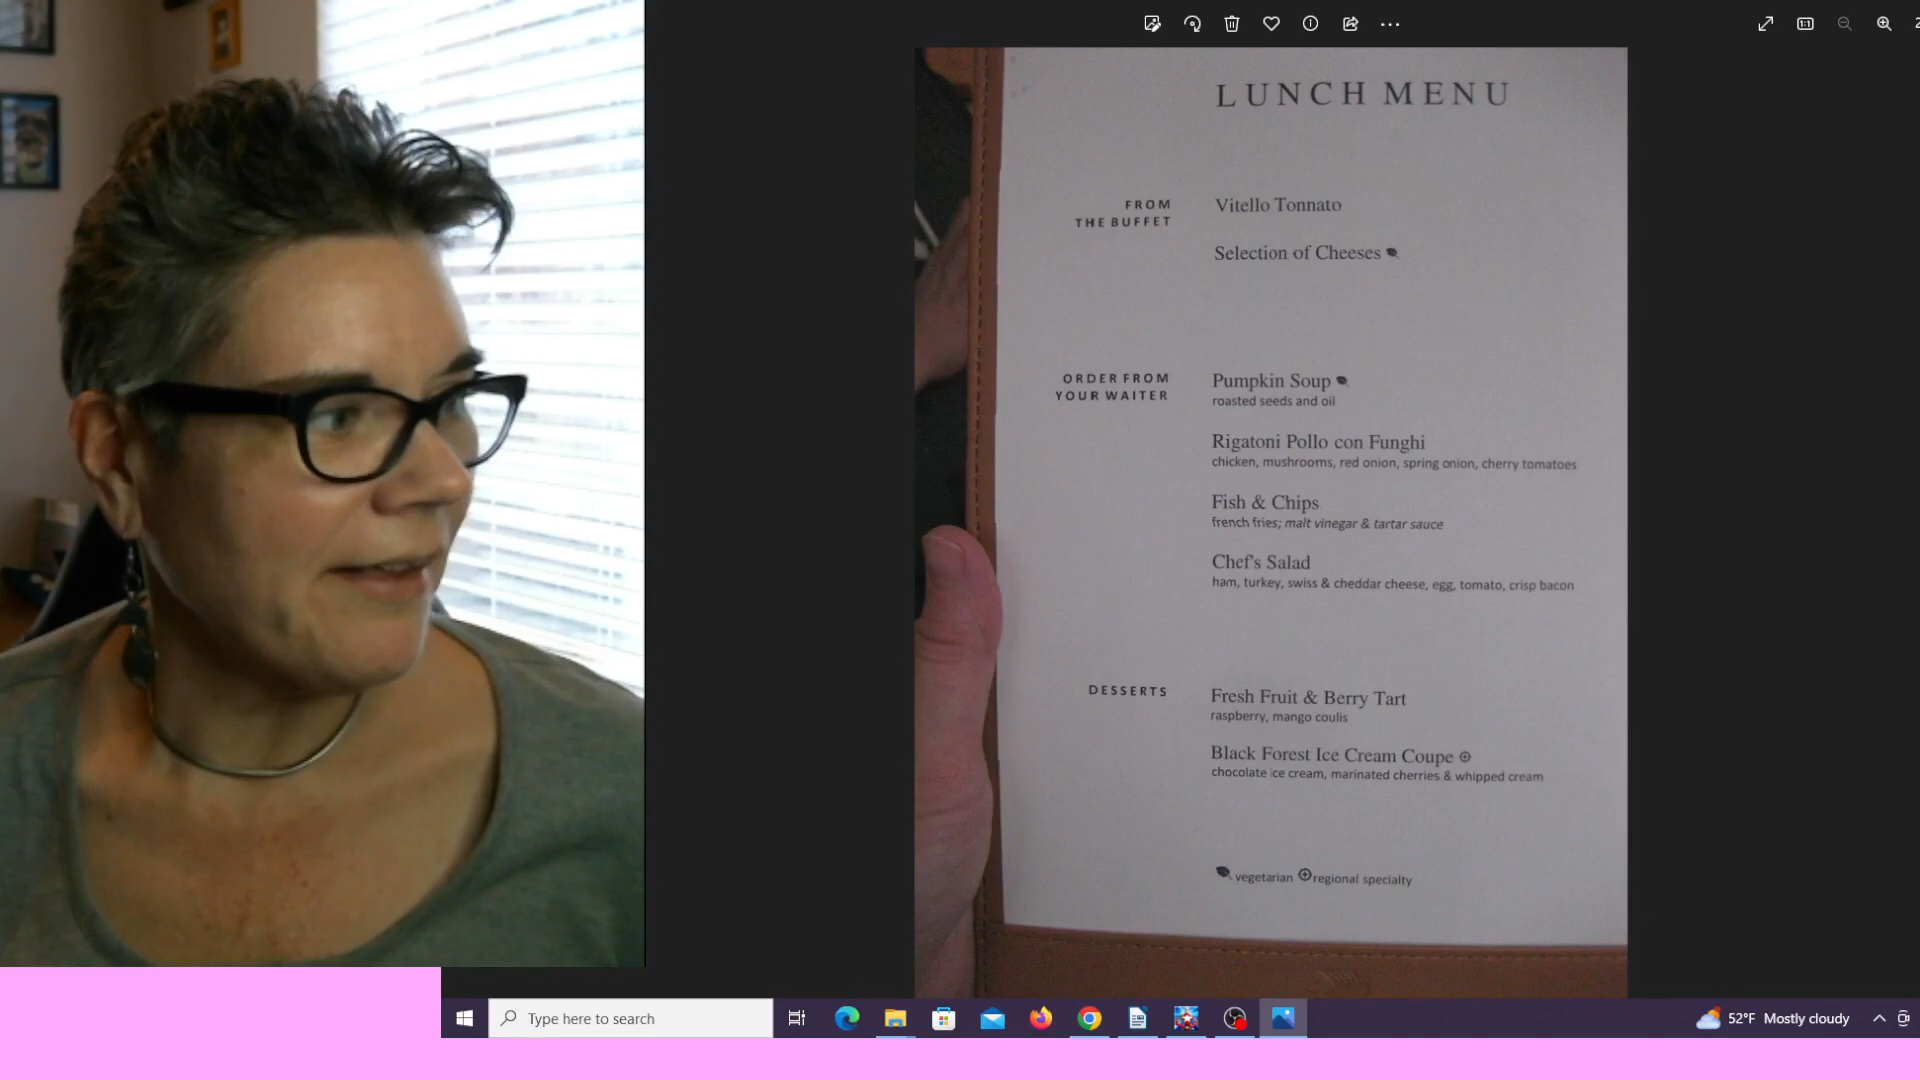 LUNCH MENU
FROM
THE BUFFET
Vitello Tonnato
Selection of Cheeses
ORDER FROM
YOUR WAITER
Pumpkin Soup
roasted seeds and oil
Rigatoni Pollo con Funghi
chicken, mushrooms, red onion, spring onion, cherry tomatoes
Fish & Chips
french fries; malt vinegar & tartar sauce
Chef's Salad
ham, turkey, swiss & cheddar cheese, egg, tomato, crisp bacon
DESSERTS
Fresh Fruit & Berry Tart
raspberry, mango coulis
Black Forest Ice Cream Coupe
chocolate ice cream, marinated cherries & whipped cream
vegetarian regional specialty
Type here to search
52°F Mostly cloudy